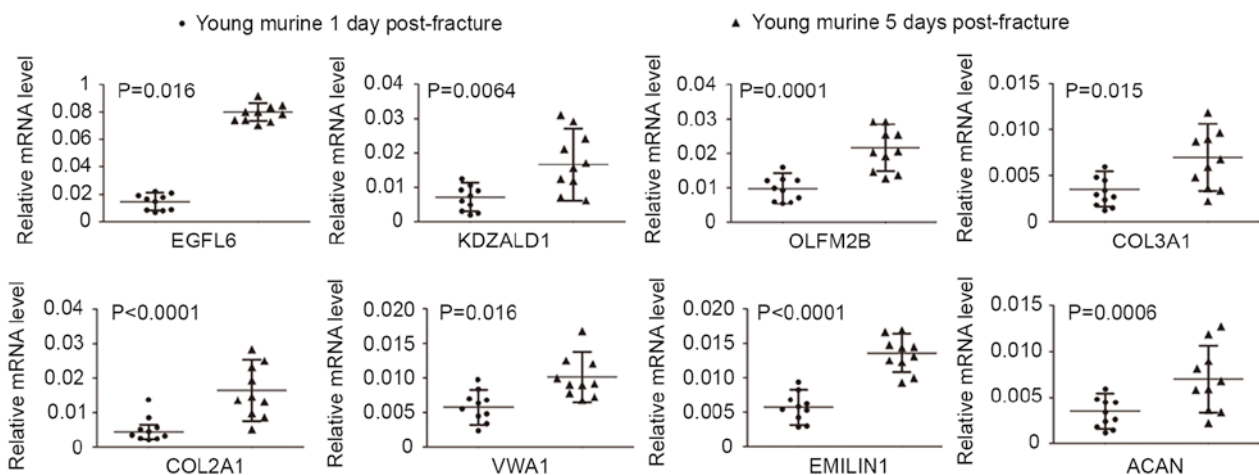 Young murine 1 day post-fracture
Young murine 5 days post-fracture
Relative mRNA level
1
0.08
0.06
0.04
0.02
0
P=0.016
EGFL6
Relative mRNA level
0.04
0.03
0.02
0.01
0
P=0.0064
KDZALD1
Relative mRNA level
0.04
0.03
0.02
0.01
0
P=0.0001
OLFM2B
Relative mRNA level
0.015
0.010
0.005
0
P=0.015
COL3A1
Relative mRNA level
0.04
0.03
0.02
0.01
0
P<0.0001
COL2A1
Relative mRNA level
0.020
0.015
0.010
0.005
0
P=0.016
VWA1
Relative mRNA level
0.020
0.015
0.010
0.005
0
P<0.0001
EMILIN1
Relative mRNA level
0.015
0.010
0.005
0
P=0.0006
ACAN